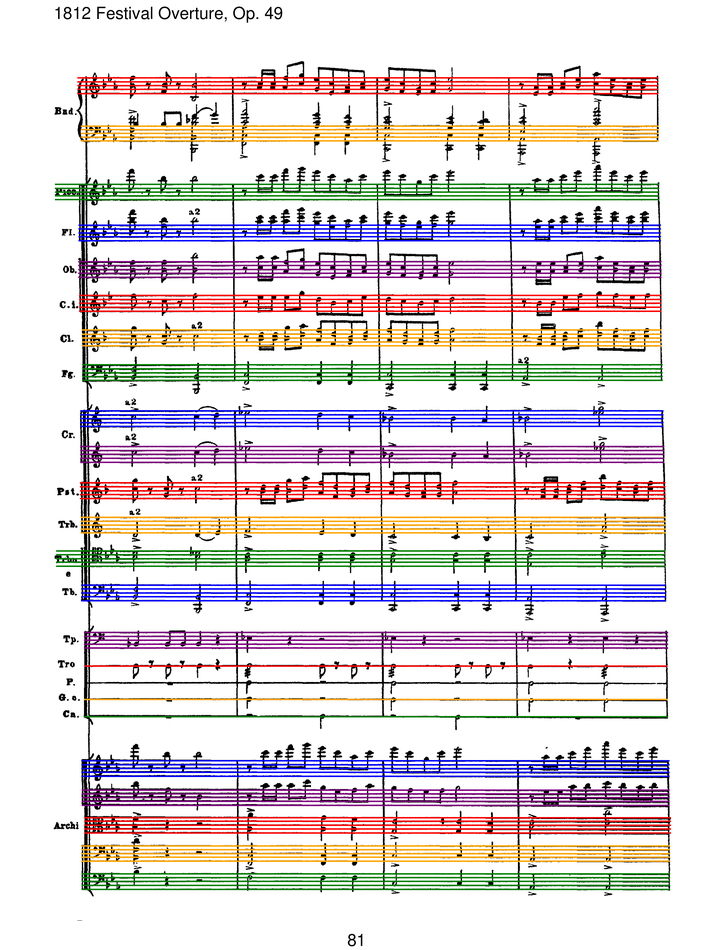 1812 Festival Overture, Op. 49
Bnd.
Picc.
a2
Fl.
Ob.
C.i.
a2
Cl.
a2
Fg.
a2
Cr.
a2
a2
Pst.
a2
Trb.
Trbn
e
Tb.
Tp.
Tro
P.
G.c.
Ca.
Archi
81